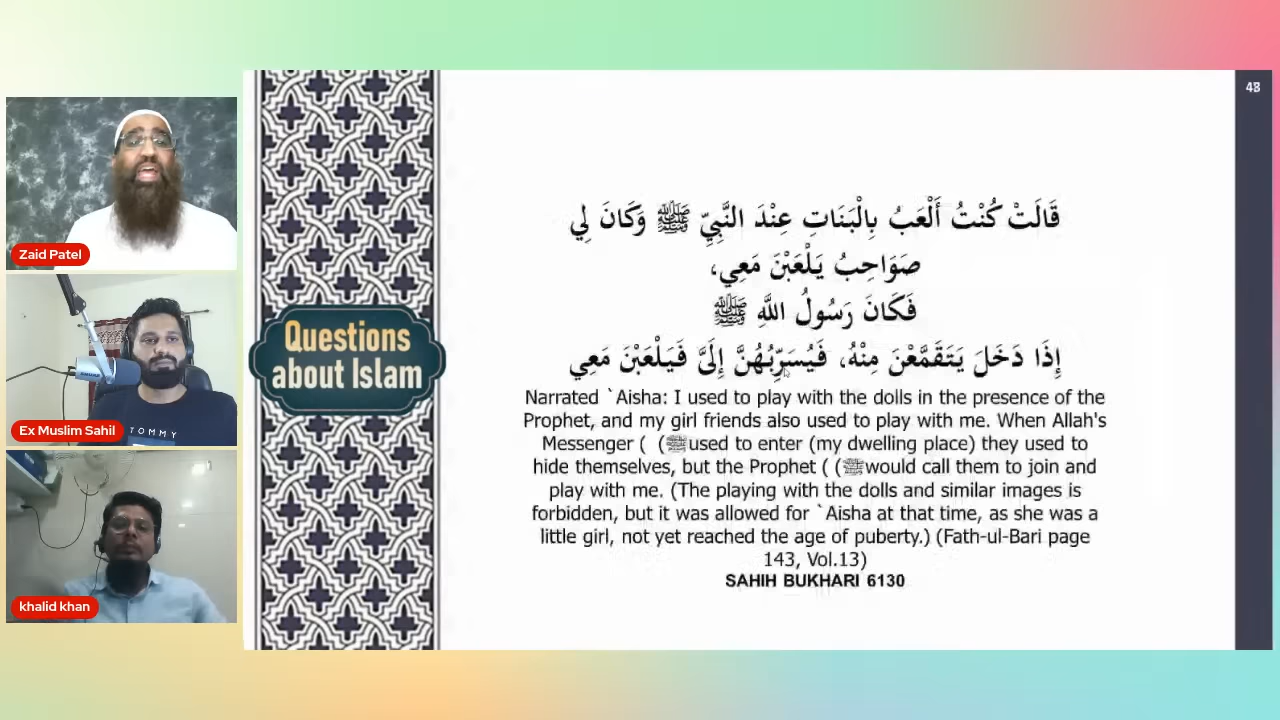 Zaid Patel
Ex Muslim Sahil
TOMMY
khalid khan
Questions
about Islam
48
قَالَتْ كُنْتُ أَلْعَبُ بِالْبَنَاتِ عِنْدَ النَّبِيِّ ﷺ وَكَانَ لِي
صَوَاحِبُ يَلْعَبْنَ مَعِي،
فَكَانَ رَسُولُ اللَّهِ ﷺ
إِذَا دَخَلَ يَتَقَمَّعْنَ مِنْهُ، فَيُسَرِّبُهُنَّ إِلَىَّ فَيَلْعَبْنَ مَعِي
Narrated `Aisha: I used to play with the dolls in the presence of the
Prophet, and my girl friends also used to play with me. When Allah's
Messenger ( (ﷺused to enter (my dwelling place) they used to
hide themselves, but the Prophet ( (ﷺwould call them to join and
play with me. (The playing with the dolls and similar images is
forbidden, but it was allowed for `Aisha at that time, as she was a
little girl, not yet reached the age of puberty.) (Fath-ul-Bari page
143, Vol.13)
SAHIH BUKHARI 6130